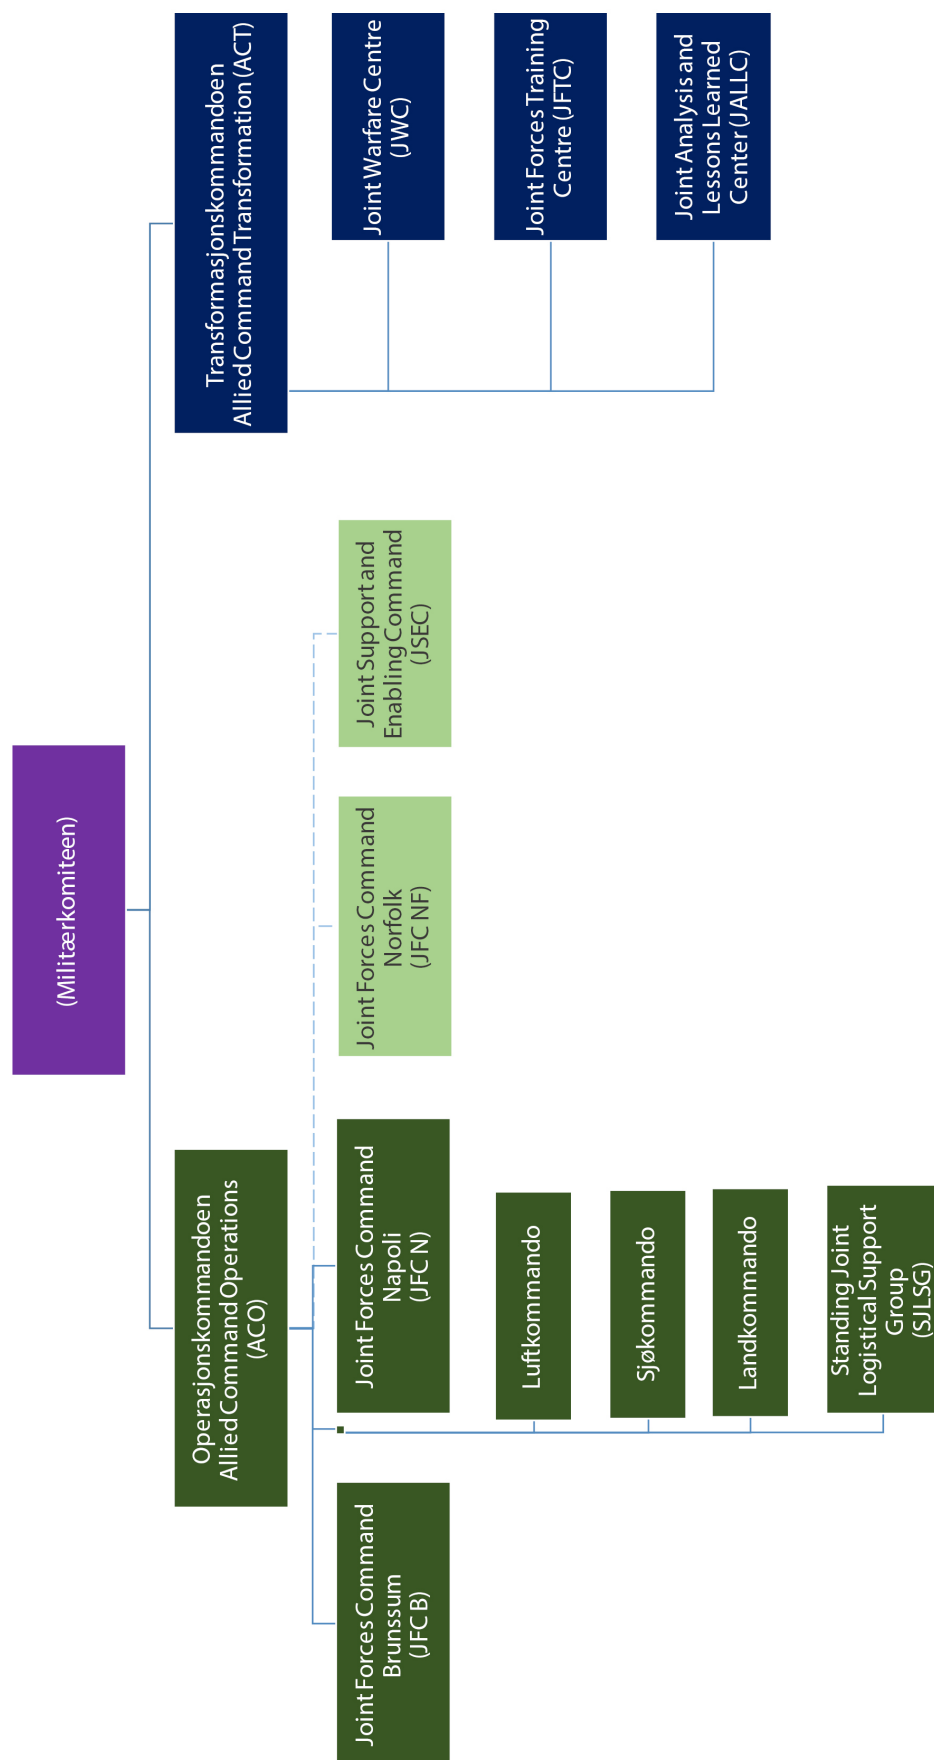 (Militærkomiteen)
Operasjonskommandoen
Allied Command Operations
(ACO)
Transformasjonskommandoen
Allied Command Transformation (ACT)
Joint Forces Command
Brunssum
(JFC B)
Joint Forces Command
Napoli
(JFC N)
Joint Forces Command
Norfolk
(JFC NF)
Joint Support and
Enabling Command
(JSEC)
Joint Warfare Centre
(JWC)
Luftkommando
Joint Forces Training
Centre (JFTC)
Sjøkommando
Joint Analysis and
Lessons Learned
Center (JALLC)
Landkommando
Standing Joint
Logistical Support
Group
(SJLSG)